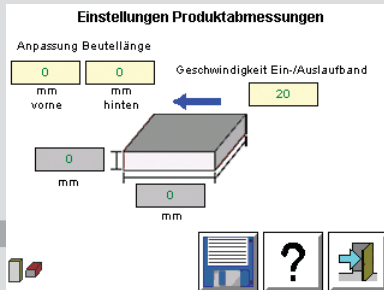 Einstellungen Produktabmessungen
Anpassung Beutellänge
Geschwindigkeit Ein-/Auslaufband
0 0
20
mm mm
vorne hinten
0
mm
0
mm
?